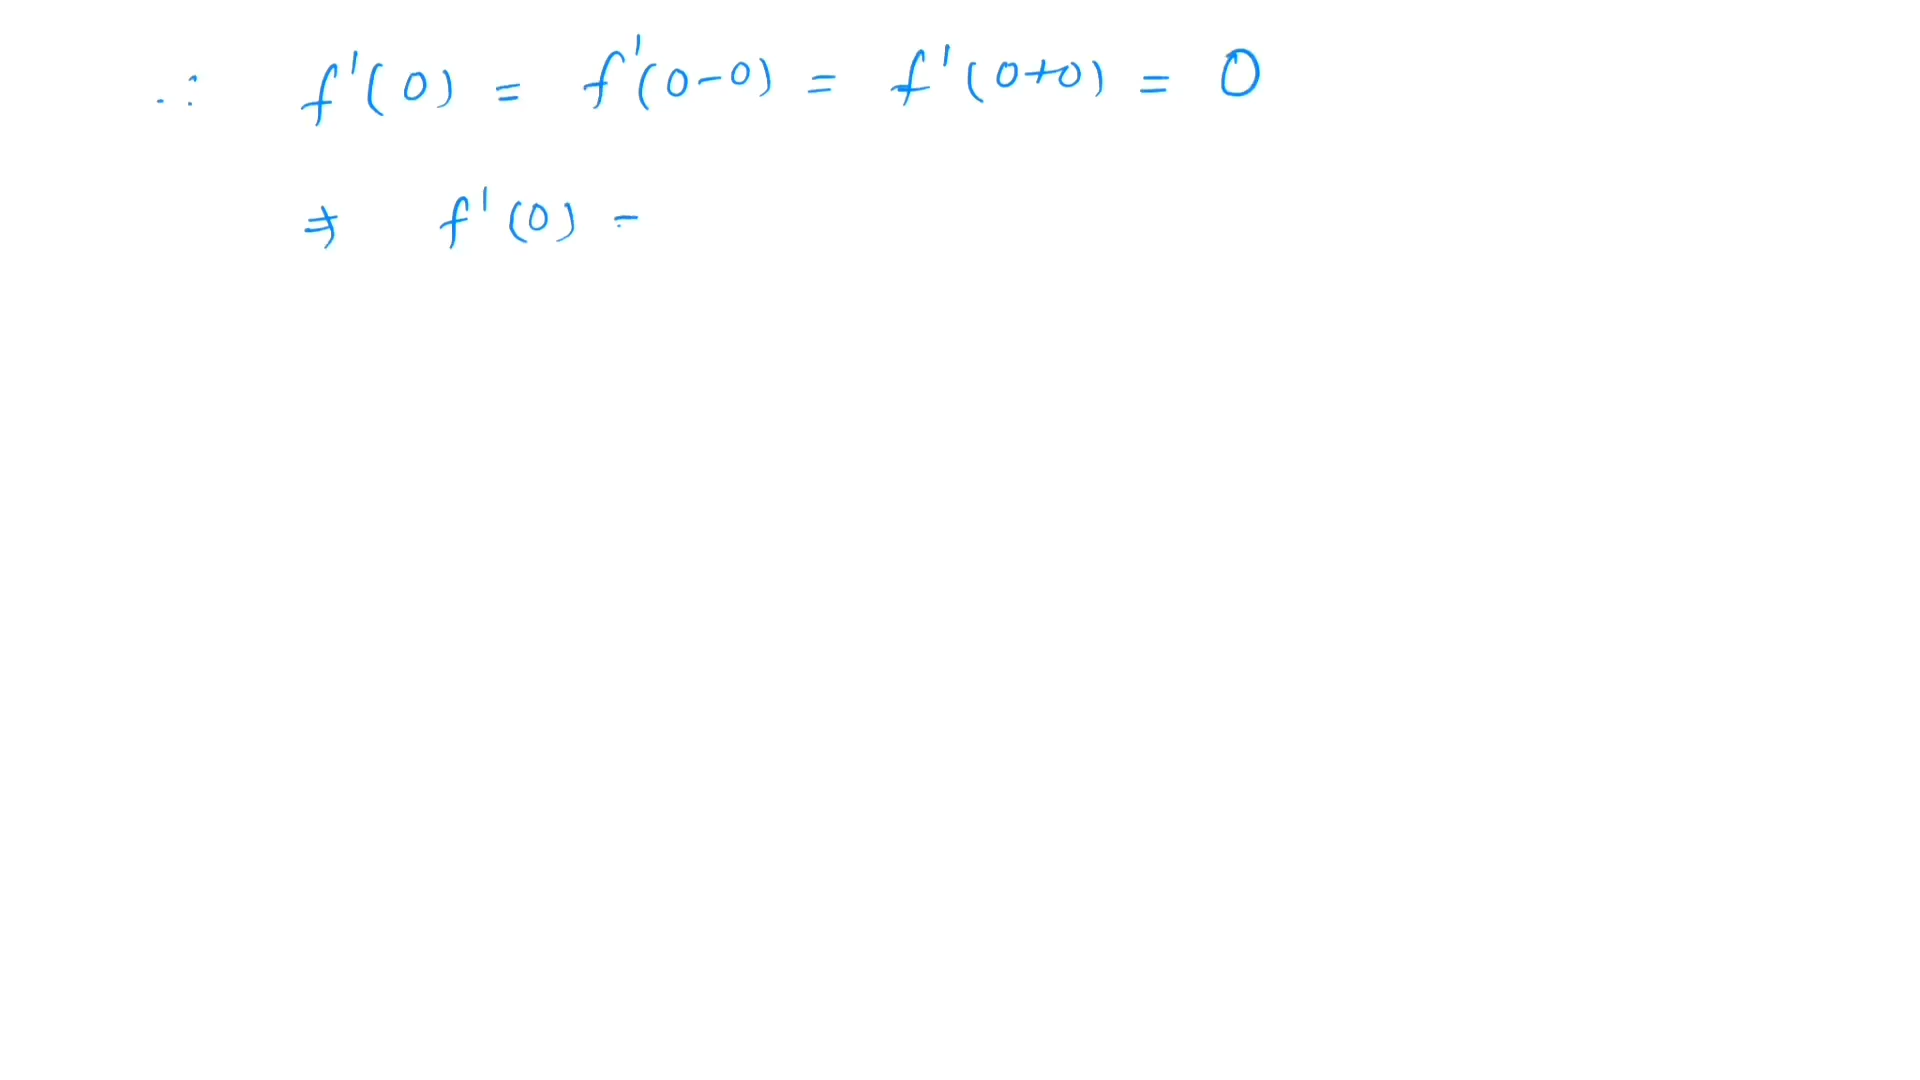 ∴ f'(0) = f'(0-0) = f'(0+0) = 0
⇒ f'(0) =